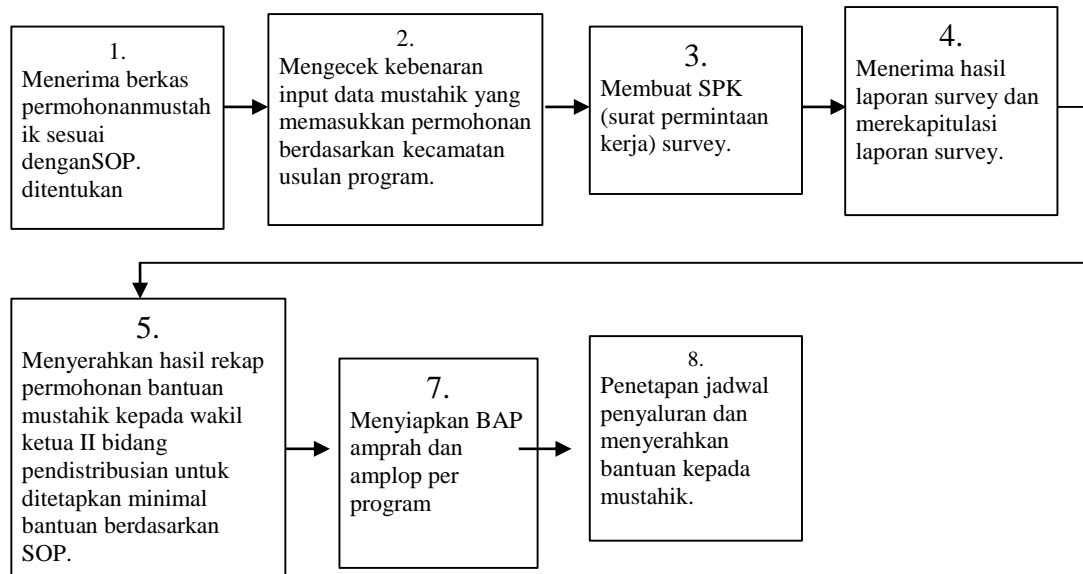 1.
Menerima berkas
permohonanmustah
ik sesuai
denganSOP.
ditentukan
2.
Mengecek kebenaran
input data mustahik yang
memasukkan permohonan
berdasarkan kecamatan
usulan program.
3.
Membuat SPK
(surat permintaan
kerja) survey.
4.
Menerima hasil
laporan survey dan
merekapitulasi
laporan survey.
5.
Menyerahkan hasil rekap
permohonan bantuan
mustahik kepada wakil
ketua II bidang
pendistribusian untuk
ditetapkan minimal
bantuan berdasarkan
SOP.
7.
Menyiapkan BAP
amprah dan
amplop per
program
8.
Penetapan jadwal
penyaluran dan
menyerahkan
bantuan kepada
mustahik.